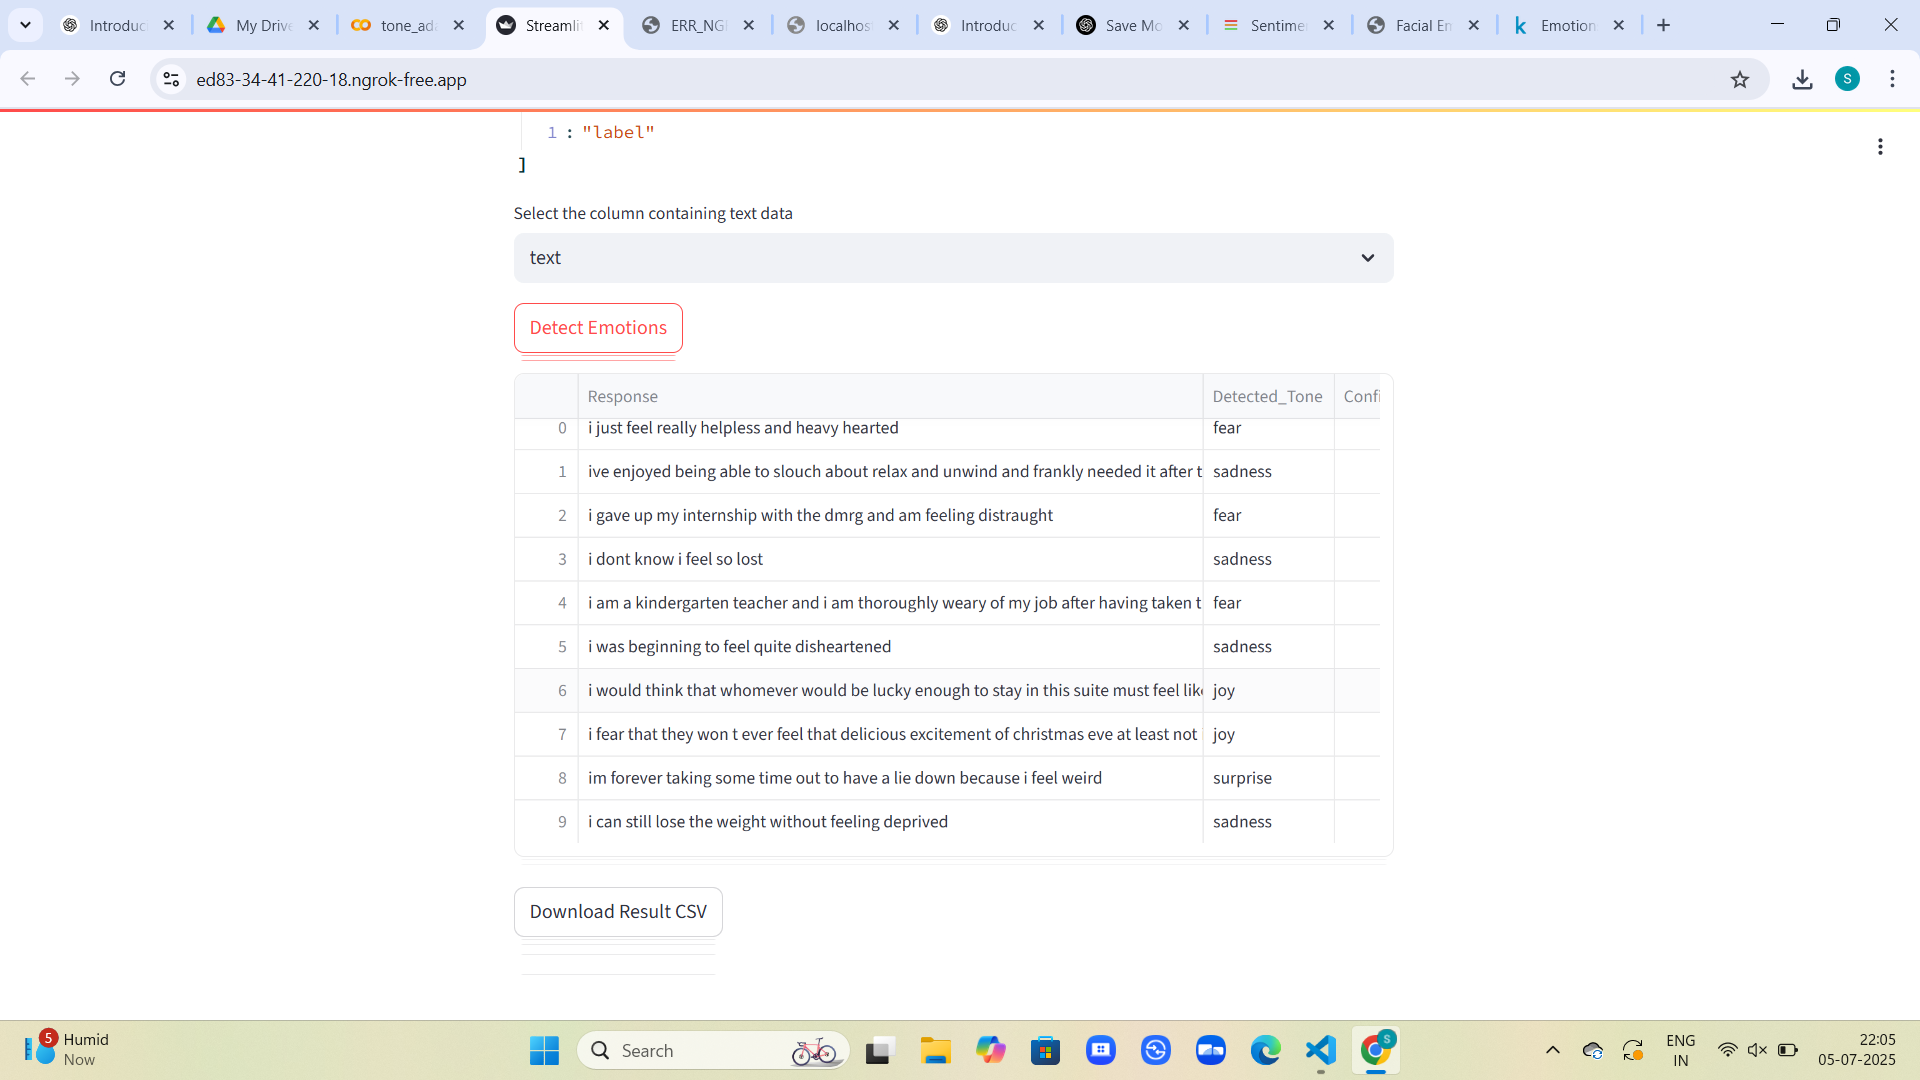 Introduc
My Drive
tone_ada
Streamlit
ERR_NGR
localhost
Introduc
Save Mo
Sentimen
Facial Em
Emotion
ed83-34-41-220-18.ngrok-free.app
S
1 : "label"
]
Select the column containing text data
text
Detect Emotions
Response Detected_Tone Confi
0 i just feel really helpless and heavy hearted fear
1 ive enjoyed being able to slouch about relax and unwind and frankly needed it after t sadness
2 i gave up my internship with the dmrg and am feeling distraught fear
3 i dont know i feel so lost sadness
4 i am a kindergarten teacher and i am thoroughly weary of my job after having taken t fear
5 i was beginning to feel quite disheartened sadness
6 i would think that whomever would be lucky enough to stay in this suite must feel like joy
7 i fear that they won t ever feel that delicious excitement of christmas eve at least not joy
8 im forever taking some time out to have a lie down because i feel weird surprise
9 i can still lose the weight without feeling deprived sadness
Download Result CSV
5
Humid
Now
Search
S
ENG
IN
22:05
05-07-2025